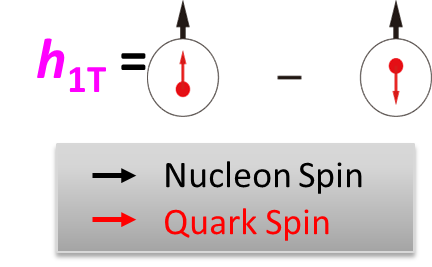 h1T = –
Nucleon Spin
Quark Spin